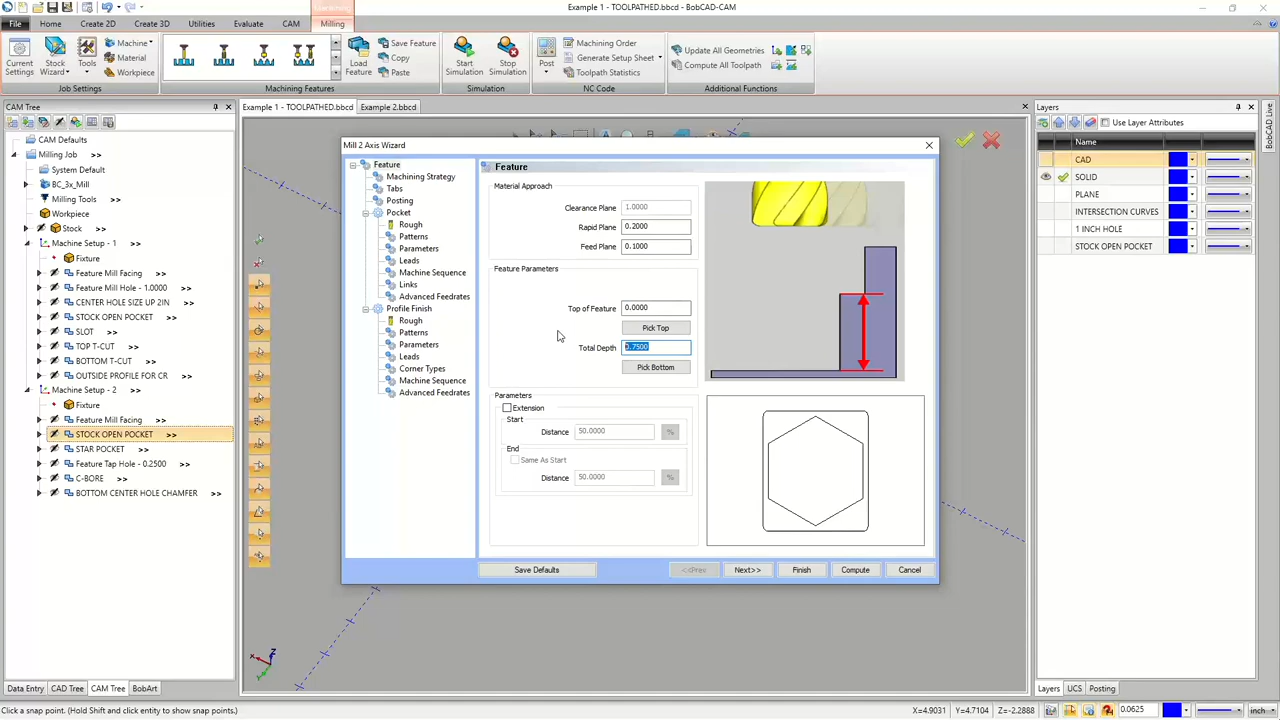 Example 1 - TOOLPATHED.bbcd - BobCAD-CAM
File
Home
Create 2D
Create 3D
Utilities
Evaluate
CAM
Milling
Current Settings
Stock Wizard
Tools
Machine
Material
Workpiece
Job Settings
Machining Features
Load Feature
Save Feature
Copy
Paste
Start Simulation
Stop Simulation
Simulation
Post
Machining Order
Generate Setup Sheet
Toolpath Statistics
NC Code
Update All Geometries
Compute All Toolpath
Additional Functions
CAM Tree
CAM Defaults
Milling Job >>
System Default
BC_3x_Mill >>
Milling Tools >>
Workpiece
Stock >>
Machine Setup - 1 >>
Fixture
Feature Mill Facing >>
Feature Mill Hole - 1.0000 >>
CENTER HOLE SIZE UP 2IN >>
STOCK OPEN POCKET >>
SLOT >>
TOP T-CUT >>
BOTTOM T-CUT >>
OUTSIDE PROFILE FOR CR >>
Machine Setup - 2 >>
Fixture
Feature Mill Facing >>
STOCK OPEN POCKET >>
STAR POCKET >>
Feature Tap Hole - 0.2500 >>
C-BORE >>
BOTTOM CENTER HOLE CHAMFER >>
Data Entry
CAD Tree
CAM Tree
BobArt
Example 1 - TOOLPATHED.bbcd
Example 2.bbcd
Mill 2 Axis Wizard
Feature
Machining Strategy
Tabs
Posting
Pocket
Rough
Patterns
Parameters
Leads
Machine Sequence
Links
Advanced Feedrates
Profile Finish
Rough
Patterns
Parameters
Leads
Corner Types
Machine Sequence
Advanced Feedrates
Feature
Material Approach
Clearance Plane 1.0000
Rapid Plane 0.2000
Feed Plane 0.1000
Feature Parameters
Top of Feature 0.0000
Pick Top
Total Depth 0.7500
Pick Bottom
Parameters
Extension
Start
Distance 50.0000 %
End
Same As Start
Distance 50.0000 %
Save Defaults
<<Prev
Next>>
Finish
Compute
Cancel
Layers
Use Layer Attributes
Name
CAD
SOLID
PLANE
INTERSECTION CURVES
1 INCH HOLE
STOCK OPEN POCKET
Layers
UCS
Posting
BobCAD Live
Click a snap point. (Hold Shift and click entity to show snap points.)
X=4.9031 Y=4.7104 Z=-2.2888
0.0625
inch
X
Y
Z